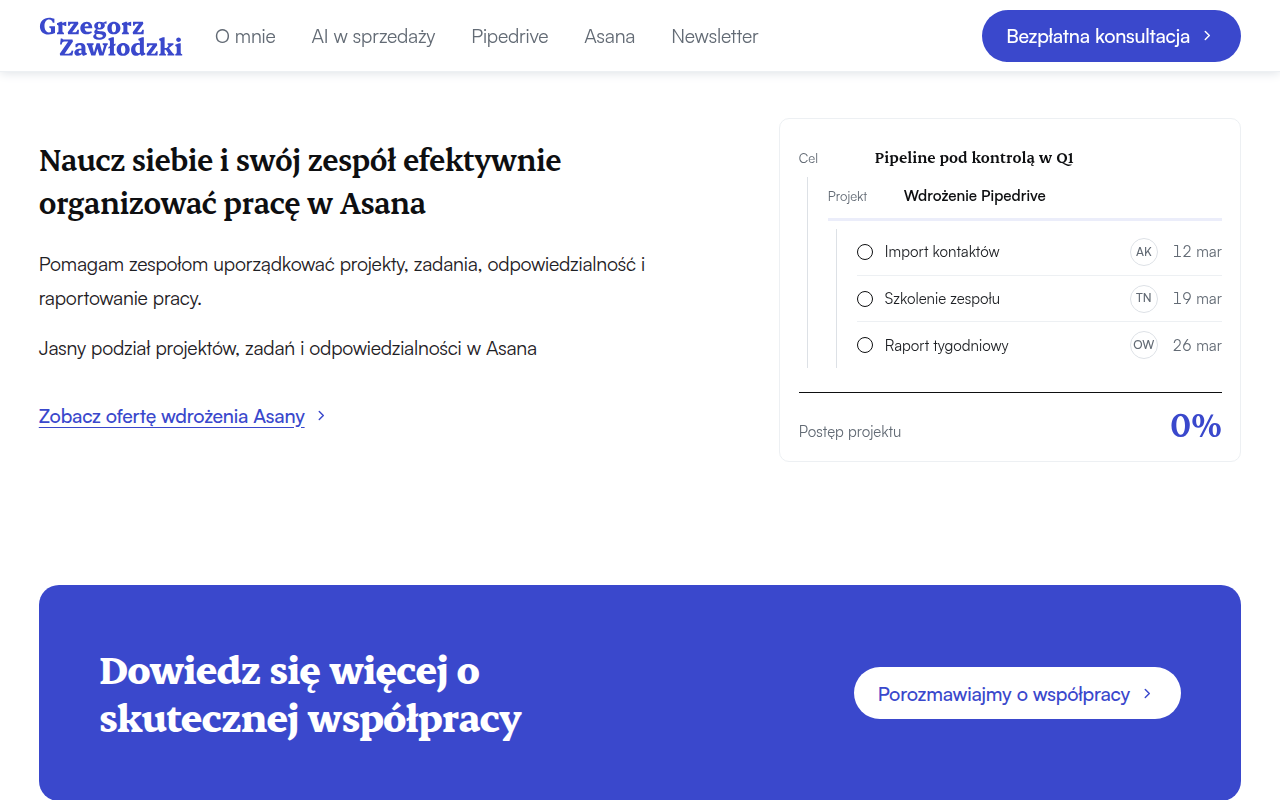 Grzegorz
Zawłodzki
O mnie
AI w sprzedaży
Pipedrive
Asana
Newsletter
Bezpłatna konsultacja
Naucz siebie i swój zespół efektywnie
organizować pracę w Asana
Pomagam zespołom uporządkować projekty, zadania, odpowiedzialność i
raportowanie pracy.
Jasny podział projektów, zadań i odpowiedzialności w Asana
Zobacz ofertę wdrożenia Asany
Cel
Pipeline pod kontrolą w Q1
Projekt
Wdrożenie Pipedrive
Import kontaktów AK 12 mar
Szkolenie zespołu TN 19 mar
Raport tygodniowy OW 26 mar
Postęp projektu 0%
Dowiedz się więcej o
skutecznej współpracy
Porozmawiajmy o współpracy